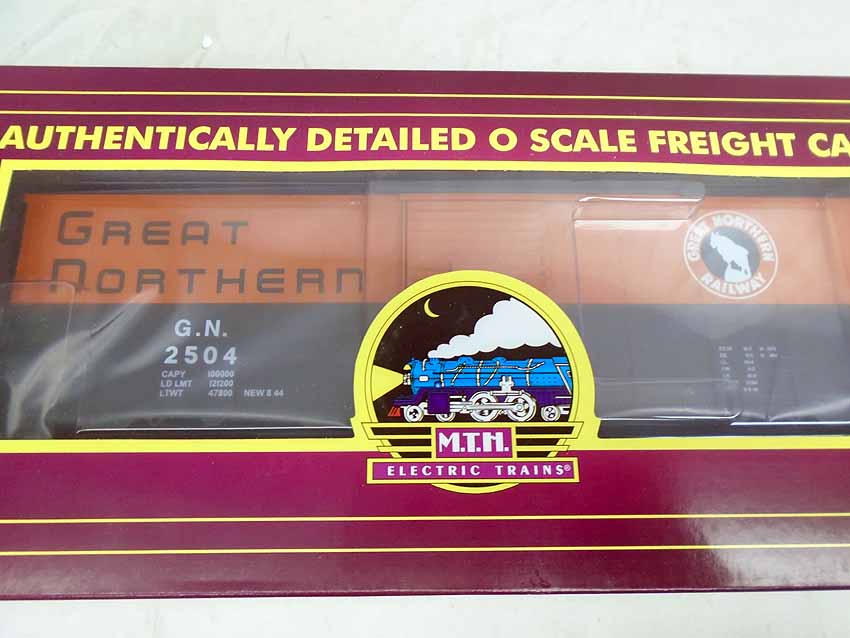 AUTHENTICALLY DETAILED O SCALE FREIGHT CA
GREAT
NORTHERN
G.N.
2504
CAPY 100000
LD LMT 121200
LTWT 47800 NEW 8 44
GREAT NORTHERN
RAILWAY
M.T.H.
ELECTRIC TRAINS®